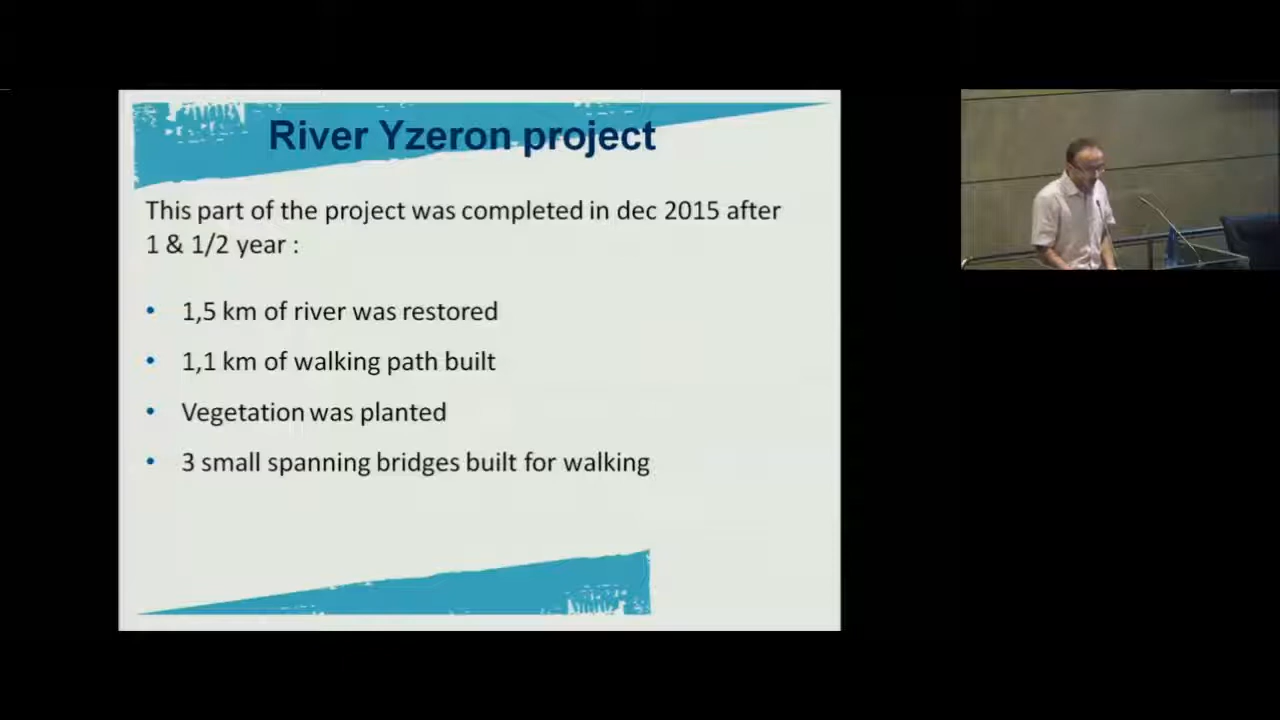 River Yzeron project
This part of the project was completed in dec 2015 after
1 & 1/2 year :
• 1,5 km of river was restored
• 1,1 km of walking path built
• Vegetation was planted
• 3 small spanning bridges built for walking